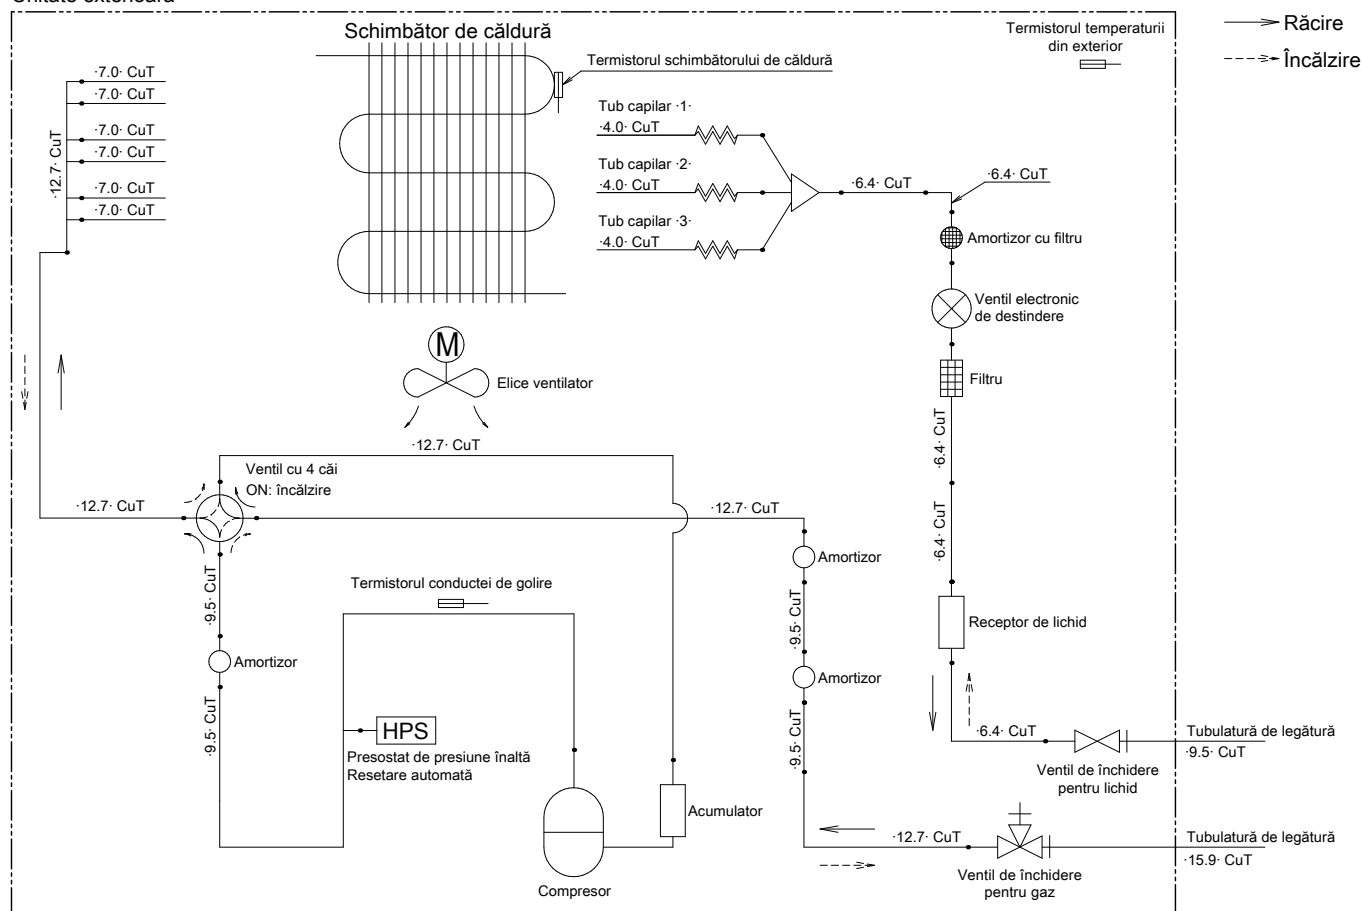 Unitate exterioară
Schimbător de căldură
Termistorul temperaturii
din exterior
Răcire
Încălzire
Termistorul schimbătorului de căldură
·7.0· CuT
·7.0· CuT
·7.0· CuT
·7.0· CuT
·7.0· CuT
·7.0· CuT
·12.7· CuT
Tub capilar ·1·
·4.0· CuT
Tub capilar ·2·
·4.0· CuT
Tub capilar ·3·
·4.0· CuT
·6.4· CuT
·6.4· CuT
Amortizor cu filtru
Ventil electronic
de destindere
Filtru
M
Elice ventilator
·12.7· CuT
·6.4· CuT
Ventil cu 4 căi
ON: încălzire
·12.7· CuT
·12.7· CuT
·6.4· CuT
Amortizor
Termistorul conductei de golire
·9.5· CuT
·9.5· CuT
Receptor de lichid
Amortizor
Amortizor
·9.5· CuT
HPS
Presostat de presiune înaltă
Resetare automată
·9.5· CuT
·6.4· CuT
Tubulatură de legătură
·9.5· CuT
Ventil de închidere
pentru lichid
Acumulator
·12.7· CuT
Tubulatură de legătură
·15.9· CuT
Compresor
Ventil de închidere
pentru gaz